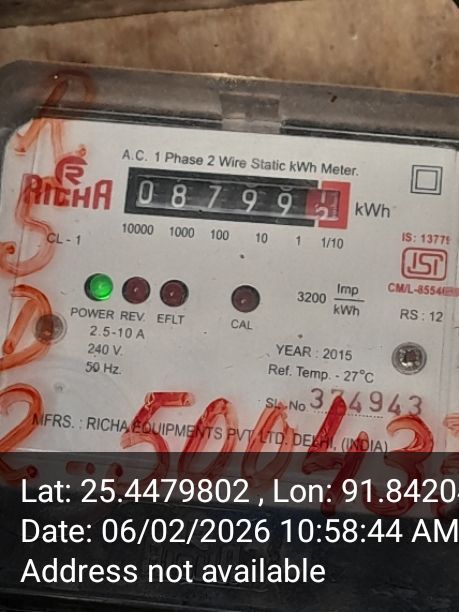 A.C. 1 Phase 2 Wire Static kWh Meter.
RICHA
08799 kWh
10000 1000 100 10 1 1/10
CL - 1
IS: 13779
ISI
CM/L-8554
RS : 12
3200 Imp
kWh
POWER REV. EFLT CAL
2.5-10 A
240 V.
50 Hz.
YEAR : 2015
Ref. Temp. - 27°C
SL. No. 374943
MFRS. : RICHA EQUIPMENTS PVT. LTD. DELHI, (INDIA)
Lat: 25.4479802 , Lon: 91.8420
Date: 06/02/2026 10:58:44 AM
Address not available